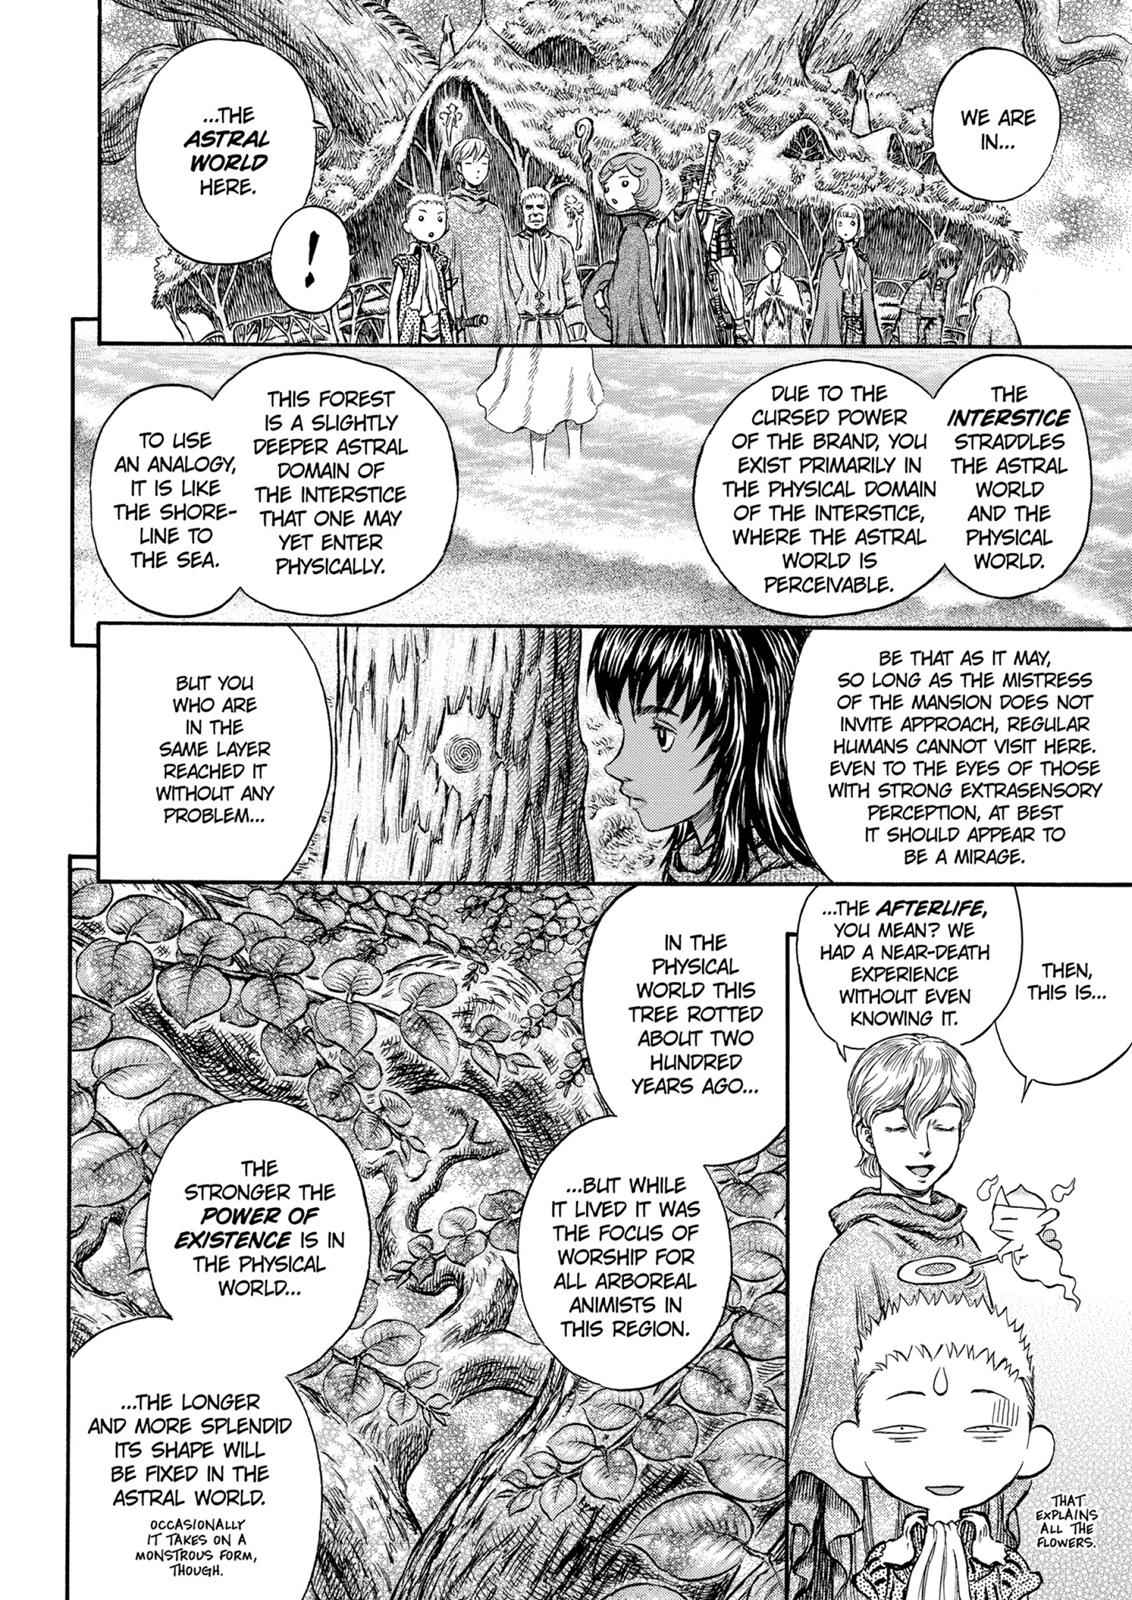 WE ARE
IN...
...THE
ASTRAL
WORLD
HERE.
!
THE
INTERSTICE
STRADDLES
THE ASTRAL
WORLD
AND THE
PHYSICAL
WORLD.
DUE TO THE
CURSED POWER
OF THE BRAND, YOU
EXIST PRIMARILY IN
THE PHYSICAL DOMAIN
OF THE INTERSTICE,
WHERE THE ASTRAL
WORLD IS
PERCEIVABLE.
THIS FOREST
IS A SLIGHTLY
DEEPER ASTRAL
DOMAIN OF
THE INTERSTICE
THAT ONE MAY
YET ENTER
PHYSICALLY.
TO USE
AN ANALOGY,
IT IS LIKE
THE SHORE-
LINE TO
THE SEA.
BE THAT AS IT MAY,
SO LONG AS THE MISTRESS
OF THE MANSION DOES NOT
INVITE APPROACH, REGULAR
HUMANS CANNOT VISIT HERE.
EVEN TO THE EYES OF THOSE
WITH STRONG EXTRASENSORY
PERCEPTION, AT BEST
IT SHOULD APPEAR TO
BE A MIRAGE.
BUT YOU
WHO ARE
IN THE
SAME LAYER
REACHED IT
WITHOUT ANY
PROBLEM...
THEN,
THIS IS...
...THE AFTERLIFE,
YOU MEAN? WE
HAD A NEAR-DEATH
EXPERIENCE
WITHOUT EVEN
KNOWING IT.
THAT
EXPLAINS
ALL THE
FLOWERS.
IN THE
PHYSICAL
WORLD THIS
TREE ROTTED
ABOUT TWO
HUNDRED
YEARS AGO...
...BUT WHILE
IT LIVED IT WAS
THE FOCUS OF
WORSHIP FOR
ALL ARBOREAL
ANIMISTS IN
THIS REGION.
THE
STRONGER THE
POWER OF
EXISTENCE IS IN
THE PHYSICAL
WORLD...
...THE LONGER
AND MORE SPLENDID
ITS SHAPE WILL
BE FIXED IN THE
ASTRAL WORLD.
OCCASIONALLY
IT TAKES ON A
MONSTROUS FORM,
THOUGH.